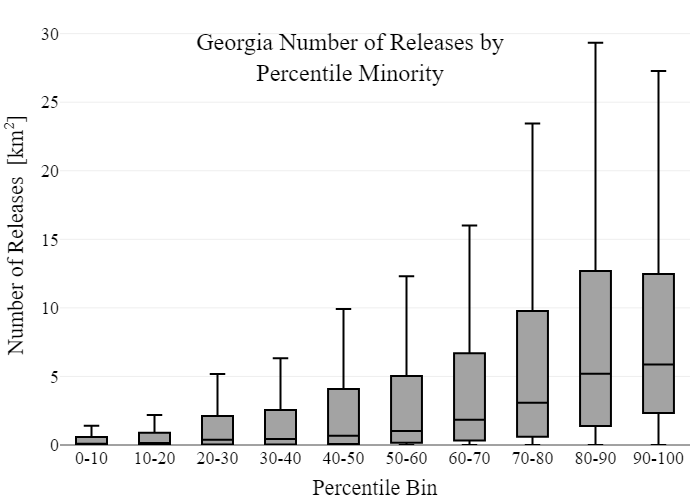 Georgia Number of Releases by
Percentile Minority
Number of Releases [km²]
30
25
20
15
10
5
0
0-10 10-20 20-30 30-40 40-50 50-60 60-70 70-80 80-90 90-100
Percentile Bin